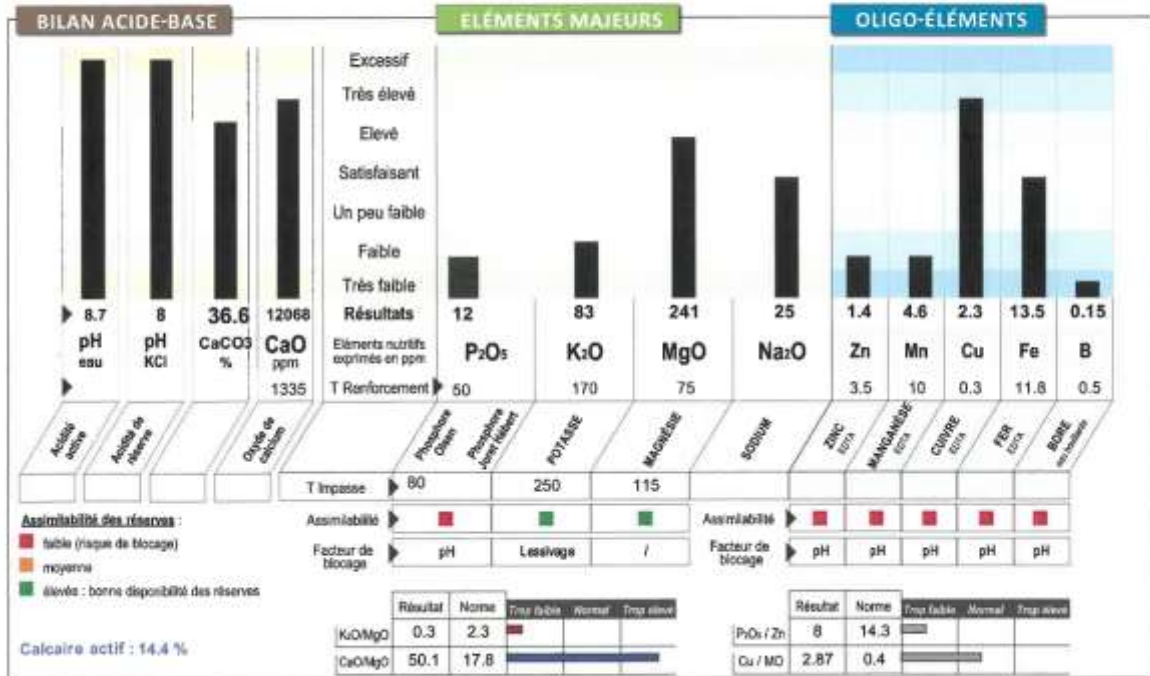 BILAN ACIDE-BASE
ELÉMENTS MAJEURS
OLIGO-ÉLÉMENTS
Excessif
Très élevé
Elevé
Satisfaisant
Un peu faible
Faible
Très faible
8.7 8 36.6 12068 Résultats 12 83 241 25 1.4 4.6 2.3 13.5 0.15
pH eau
pH KCl
CaCO3 %
CaO ppm
Eléments nutritifs exprimés en ppm
P2O5 K2O MgO Na2O Zn Mn Cu Fe B
1335 T Renforcement 50 170 75 3.5 10 0.3 11.8 0.5
Acidité active
Acidité de réserve
Oxyde de calcium
Phosphore Olsen
Phosphore Joret Hébert
POTASSE
MAGNÉSIE
SODIUM
ZINC EDTA
MANGANÈSE EDTA
CUIVRE EDTA
FER EDTA
BORE eau bouillante
T Impasse 80 250 115
Assimilabilité des réserves :
faible (risque de blocage)
moyenne
élevés : bonne disponibilité des réserves
Calcaire actif : 14.4 %
Assimilabilité
Facteur de blocage pH Lessivage /
Assimilabilité
Facteur de blocage pH pH pH pH pH
Résultat Norme Trop faible Normal Trop élevé
K2O/MgO 0.3 2.3
CaO/MgO 50.1 17.8
Résultat Norme Trop faible Normal Trop élevé
P2O5 / Zn 8 14.3
Cu / MO 2.87 0.4